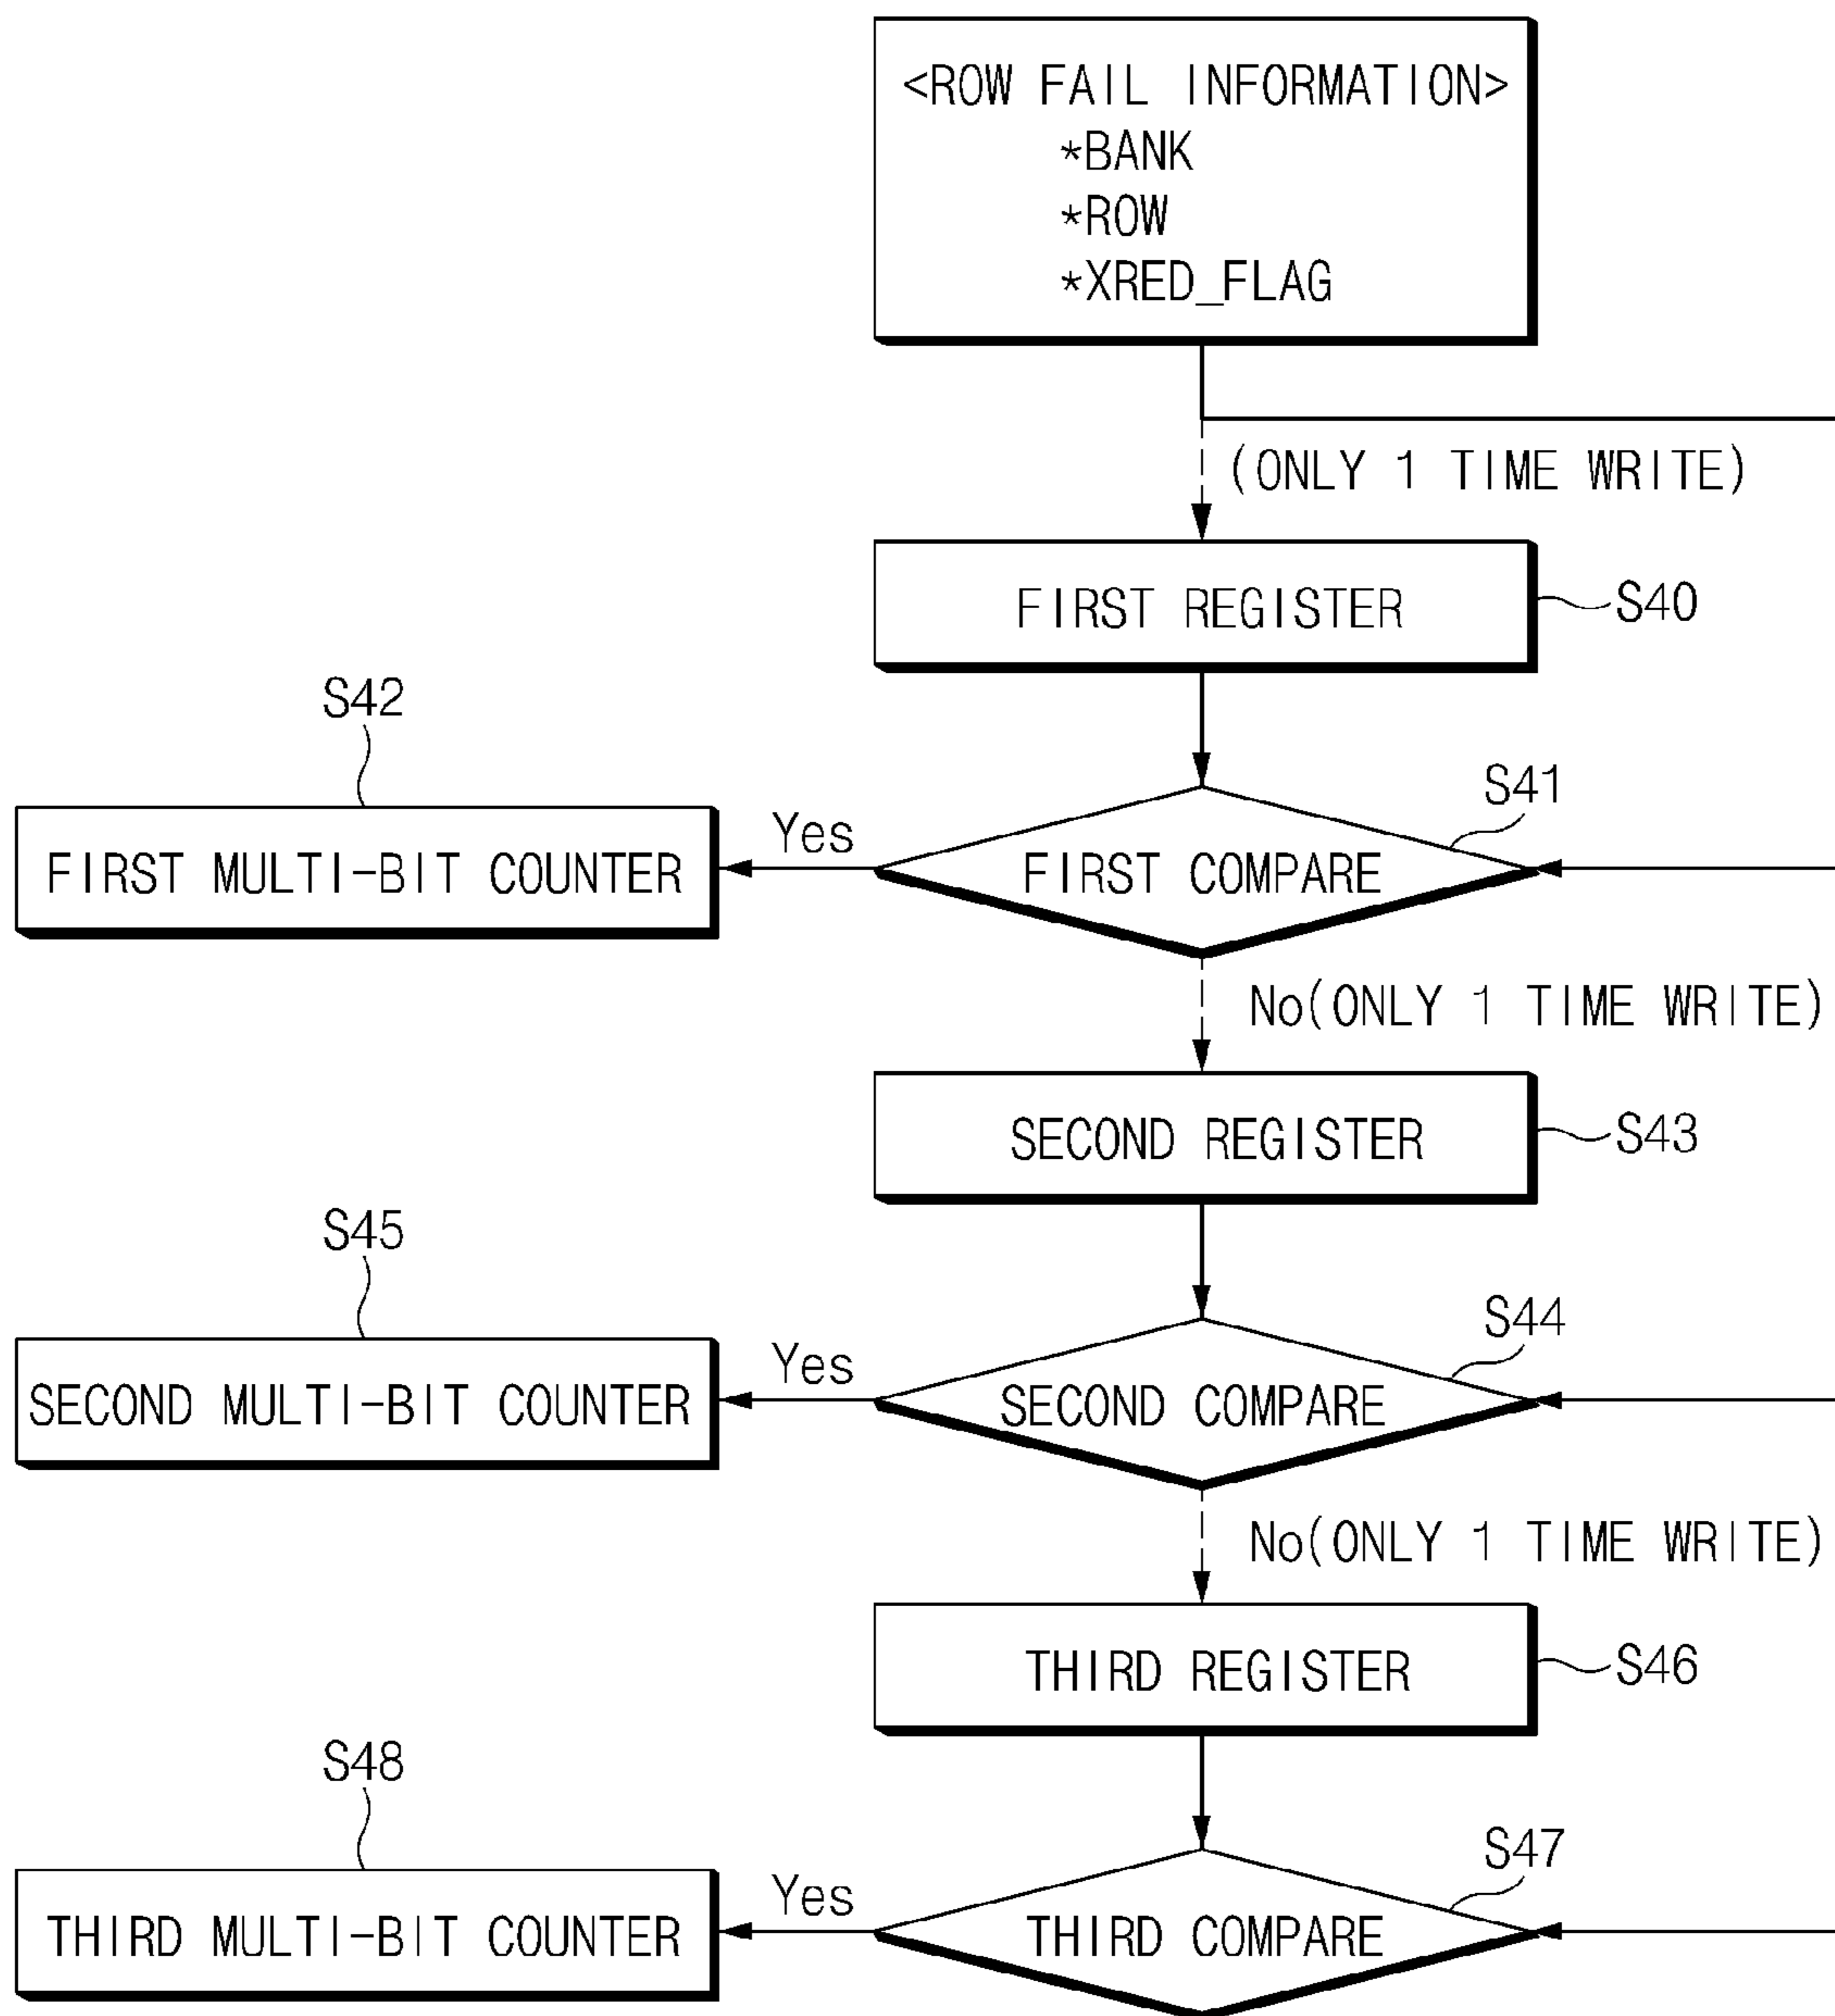 <ROW FAIL INFORMATION>
*BANK
*ROW
*XRED_FLAG
(ONLY 1 TIME WRITE)
FIRST REGISTER
S40
S42
S41
Yes
FIRST MULTI-BIT COUNTER
FIRST COMPARE
No(ONLY 1 TIME WRITE)
SECOND REGISTER
S43
S45
S44
Yes
SECOND MULTI-BIT COUNTER
SECOND COMPARE
No(ONLY 1 TIME WRITE)
THIRD REGISTER
S46
S48
S47
Yes
THIRD MULTI-BIT COUNTER
THIRD COMPARE